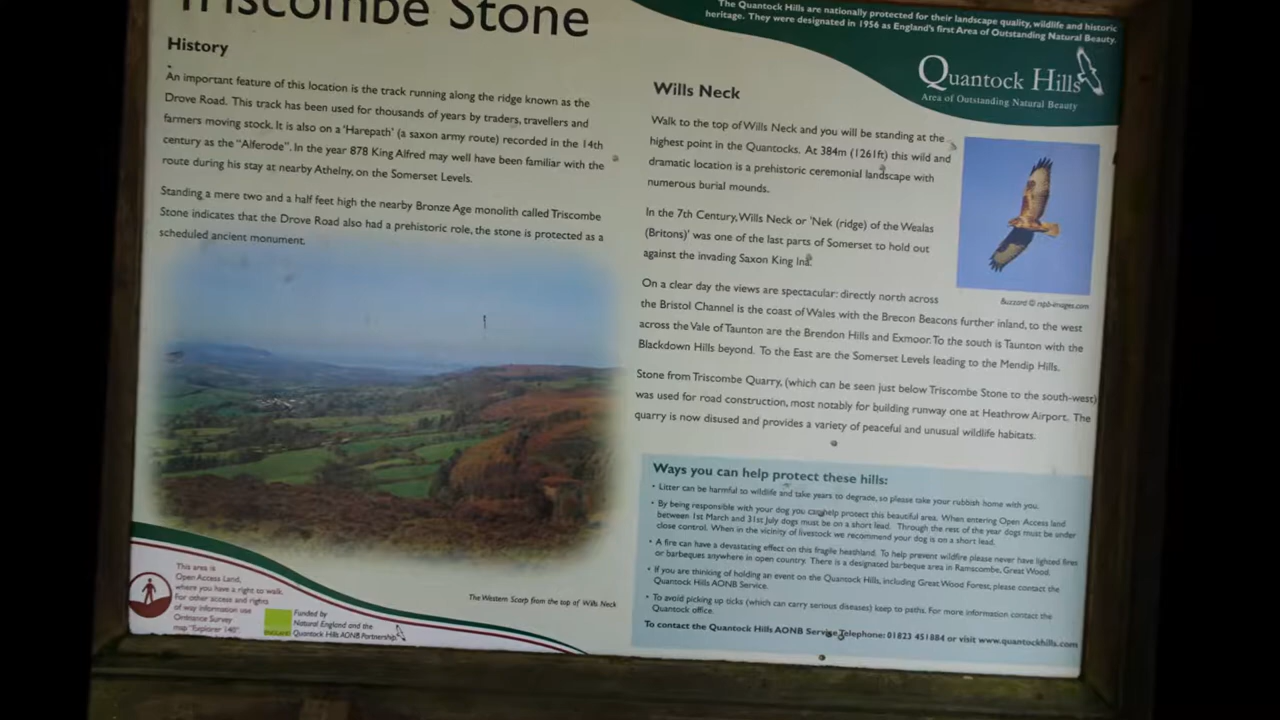 Triscombe Stone
History
An important feature of this location is the track running along the ridge known as the
Drove Road. This track has been used for thousands of years by traders, travellers and
farmers moving stock. It is also on a 'Harepath' (a saxon army route) recorded in the 14th
century as the "Alferode". In the year 878 King Alfred may well have been familiar with the
route during his stay at nearby Athelny, on the Somerset Levels.
Standing a mere two and a half feet high the nearby Bronze Age monolith called Triscombe
Stone indicates that the Drove Road also had a prehistoric role, the stone is protected as a
scheduled ancient monument.
The Western Scarp from the top of Wills Neck
This area is
Open Access Land,
where you have a right to walk.
For other access and rights
of way information use
Ordnance Survey
map "Explorer 140"
Funded by
Natural England and the
Quantock Hills AONB Partnership
The Quantock Hills are nationally protected for their landscape quality, wildlife and historic
heritage. They were designated in 1956 as England's first Area of Outstanding Natural Beauty.
Quantock Hills
Area of Outstanding Natural Beauty
Wills Neck
Walk to the top of Wills Neck and you will be standing at the
highest point in the Quantocks. At 384m (1261ft) this wild and
dramatic location is a prehistoric ceremonial landscape with
numerous burial mounds.
In the 7th Century, Wills Neck or 'Nek (ridge) of the Wealas
(Britons)' was one of the last parts of Somerset to hold out
against the invading Saxon King Ina.
Buzzard © rspb-images.com
On a clear day the views are spectacular: directly north across
the Bristol Channel is the coast of Wales with the Brecon Beacons further inland, to the west
across the Vale of Taunton are the Brendon Hills and Exmoor. To the south is Taunton with the
Blackdown Hills beyond. To the East are the Somerset Levels leading to the Mendip Hills.
Stone from Triscombe Quarry, (which can be seen just below Triscombe Stone to the south-west)
was used for road construction, most notably for building runway one at Heathrow Airport. The
quarry is now disused and provides a variety of peaceful and unusual wildlife habitats.
Ways you can help protect these hills:
• Litter can be harmful to wildlife and take years to degrade, so please take your rubbish home with you.
• By being responsible with your dog you can help protect this beautiful area. When entering Open Access land
between 1st March and 31st July dogs must be on a short lead. Through the rest of the year dogs must be under
close control. When in the vicinity of livestock we recommend your dog is on a short lead.
• A fire can have a devastating effect on this fragile heathland. To help prevent wildfire please never have lighted fires
or barbeques anywhere in open country. There is a designated barbeque area in Ramscombe, Great Wood.
• If you are thinking of holding an event on the Quantock Hills, including Great Wood Forest, please contact the
Quantock Hills AONB Service.
• To avoid picking up ticks (which can carry serious diseases) keep to paths. For more information contact the
Quantock office.
To contact the Quantock Hills AONB Service Telephone: 01823 451884 or visit www.quantockhills.com